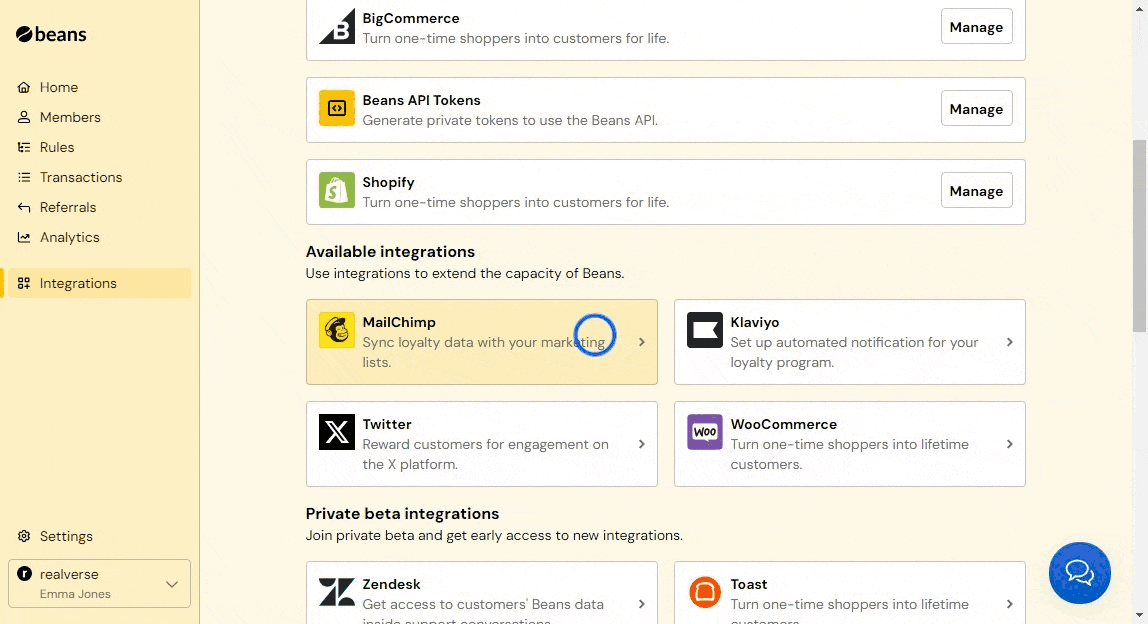 beans
Home
Members
Rules
Transactions
Referrals
Analytics
Integrations
Settings
realverse
Emma Jones
BigCommerce
Turn one-time shoppers into customers for life.
Manage
Beans API Tokens
Generate private tokens to use the Beans API.
Manage
Shopify
Turn one-time shoppers into customers for life.
Manage
Available integrations
Use integrations to extend the capacity of Beans.
MailChimp
Sync loyalty data with your marketing
lists.
Klaviyo
Set up automated notification for your
loyalty program.
Twitter
Reward customers for engagement on
the X platform.
WOO
WooCommerce
Turn one-time shoppers into lifetime
customers.
Private beta integrations
Join private beta and get early access to new integrations.
Zendesk
Get access to customers' Beans data
inside support conversations.
Toast
Turn one-time shoppers into lifetime
customers.